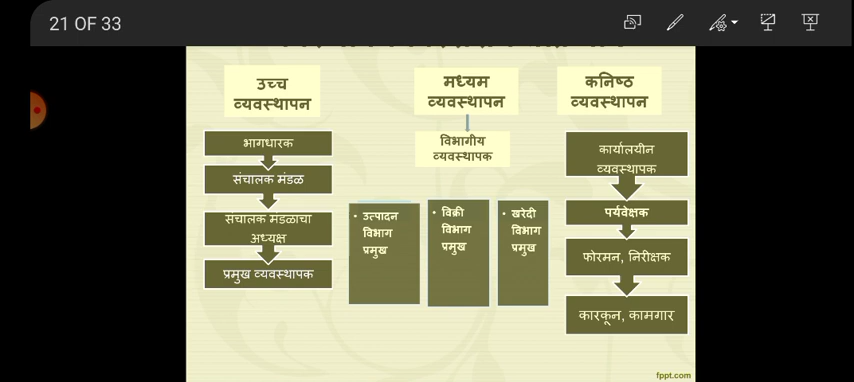 21 OF 33
उच्च
व्यवस्थापन
भागधारक
संचालक मंडळ
संचालक मंडळाचा
अध्यक्ष
प्रमुख व्यवस्थापक
मध्यम
व्यवस्थापन
विभागीय
व्यवस्थापक
• उत्पादन
विभाग
प्रमुख
• विक्री
विभाग
प्रमुख
• खरेदी
विभाग
प्रमुख
कनिष्ठ
व्यवस्थापन
कार्यालयीन
व्यवस्थापक
पर्यवेक्षक
फोरमन, निरीक्षक
कारकून, कामगार
fppt.com